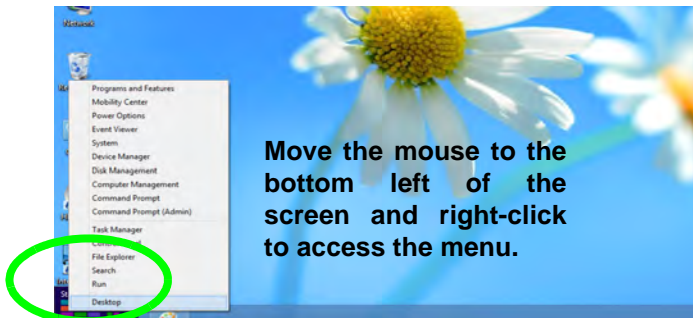 Network
Programs and Features
Mobility Center
Power Options
Event Viewer
System
Device Manager
Disk Management
Computer Management
Command Prompt
Command Prompt (Admin)
Task Manager
File Explorer
Search
Run
Desktop
Move the mouse to the
bottom left of the
screen and right-click
to access the menu.